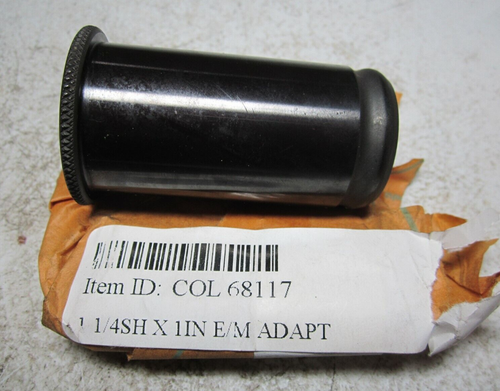 Item ID: COL 68117
1 1/4SH X 1IN E/M ADAPT